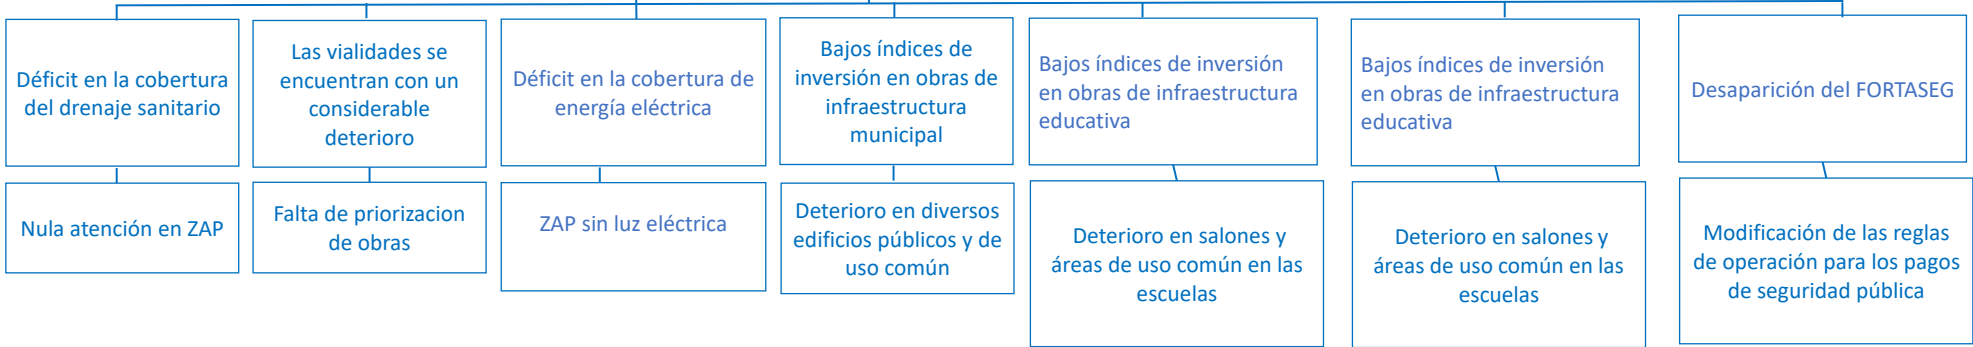 Déficit en la cobertura
del drenaje sanitario
Las vialidades se
encuentran con un
considerable
deterioro
Déficit en la cobertura de
energía eléctrica
Bajos índices de
inversión en obras de
infraestructura
municipal
Bajos índices de inversión
en obras de infraestructura
educativa
Bajos índices de inversión
en obras de infraestructura
educativa
Desaparición del FORTASEG
Nula atención en ZAP
Falta de priorizacion
de obras
ZAP sin luz eléctrica
Deterioro en diversos
edificios públicos y de
uso común
Deterioro en salones y
áreas de uso común en las
escuelas
Deterioro en salones y
áreas de uso común en las
escuelas
Modificación de las reglas
de operación para los pagos
de seguridad pública